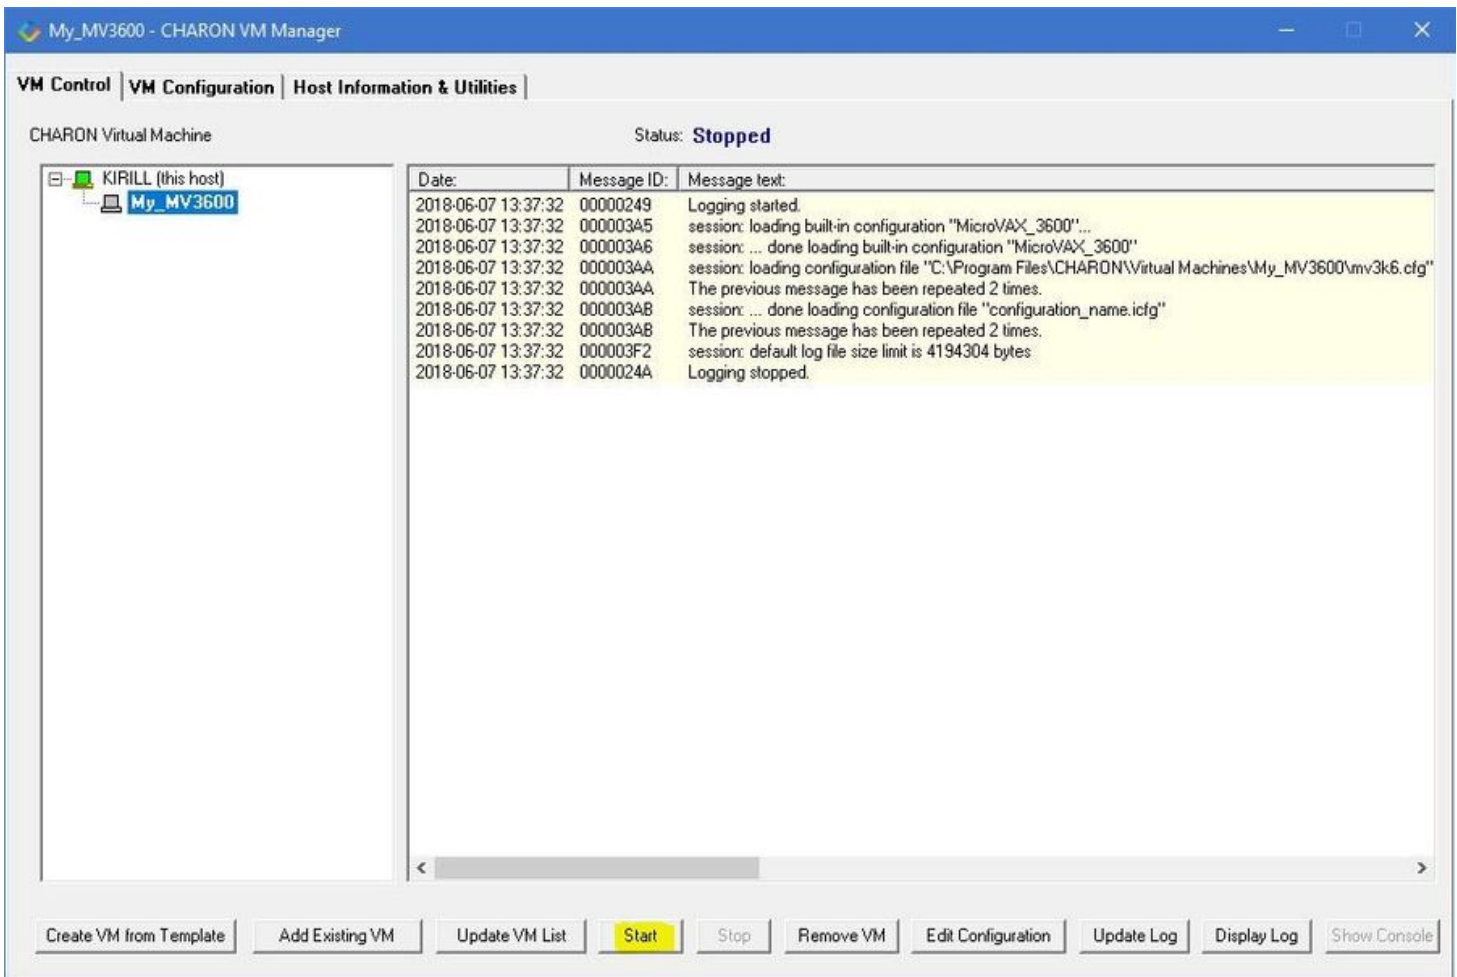 My_MV3600 - CHARON VM Manager
VM Control VM Configuration Host Information & Utilities
CHARON Virtual Machine Status: Stopped
KIRILL (this host)
My_MV3600
Date: Message ID: Message text:
2018-06-07 13:37:32 00000249 Logging started.
2018-06-07 13:37:32 000003A5 session: loading built-in configuration "MicroVAX_3600"...
2018-06-07 13:37:32 000003A6 session: ... done loading built-in configuration "MicroVAX_3600"
2018-06-07 13:37:32 000003AA session: loading configuration file "C:\Program Files\CHARON\Virtual Machines\My_MV3600\mv3k6.cfg"
2018-06-07 13:37:32 000003AA The previous message has been repeated 2 times.
2018-06-07 13:37:32 000003AB session: ... done loading configuration file "configuration_name.icfg"
2018-06-07 13:37:32 000003AB The previous message has been repeated 2 times.
2018-06-07 13:37:32 000003F2 session: default log file size limit is 4194304 bytes
2018-06-07 13:37:32 0000024A Logging stopped.
Create VM from Template Add Existing VM Update VM List Start Stop Remove VM Edit Configuration Update Log Display Log Show Console